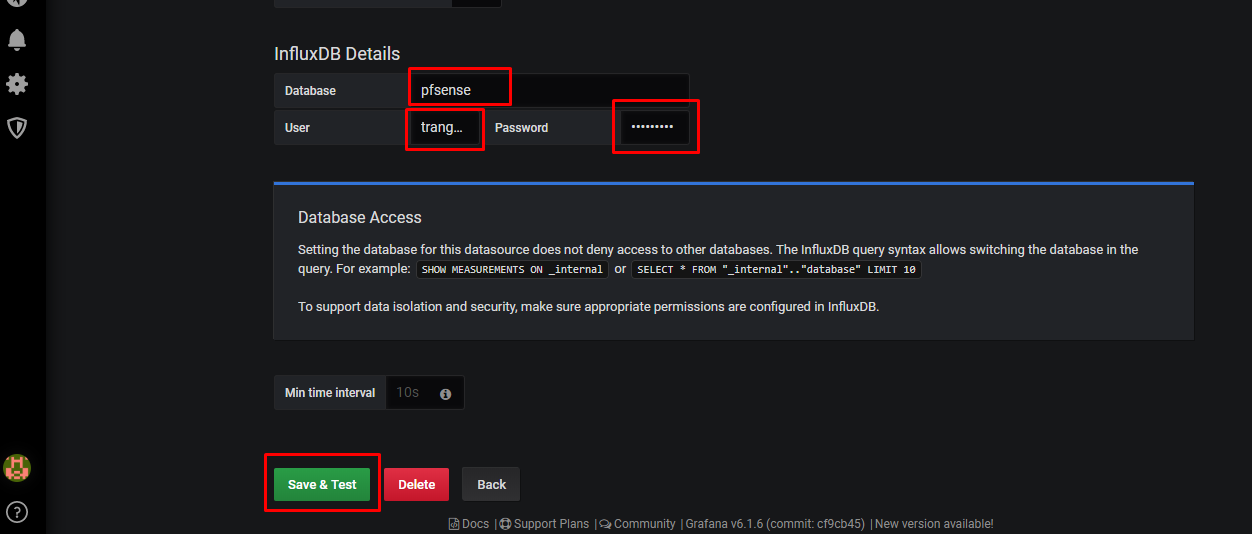 InfluxDB Details
Database pfsense
User trang... Password •••••••••
Database Access
Setting the database for this datasource does not deny access to other databases. The InfluxDB query syntax allows switching the database in the
query. For example: SHOW MEASUREMENTS ON _internal or SELECT * FROM "_internal".."database" LIMIT 10
To support data isolation and security, make sure appropriate permissions are configured in InfluxDB.
Min time interval 10s
Save & Test Delete Back
Docs | Support Plans | Community | Grafana v6.1.6 (commit: cf9cb45) | New version available!